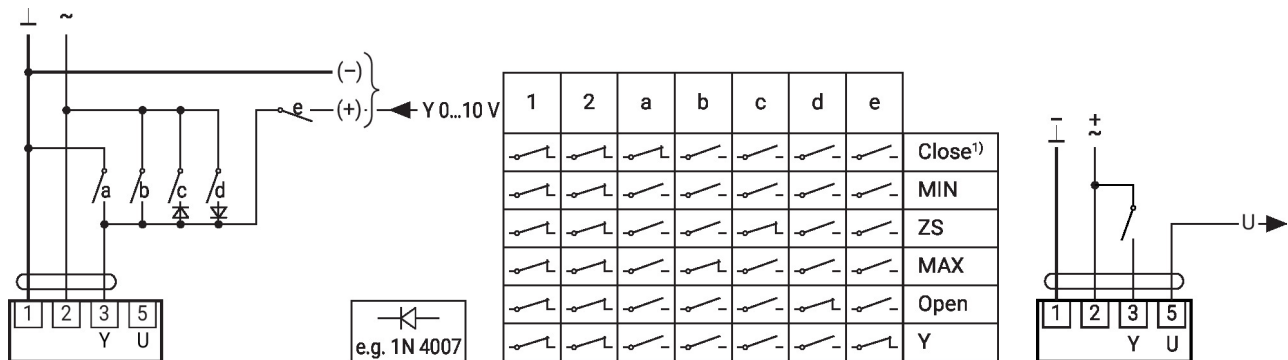 ⊥ ~
(−)
e (+) Y 0...10 V
a b c d
1 2 3 5
Y U
e.g. 1N 4007
1 2 a b c d e
Close¹⁾
MIN
ZS
MAX
Open
Y
− +
⊥ ~
U
1 2 3 5
Y U